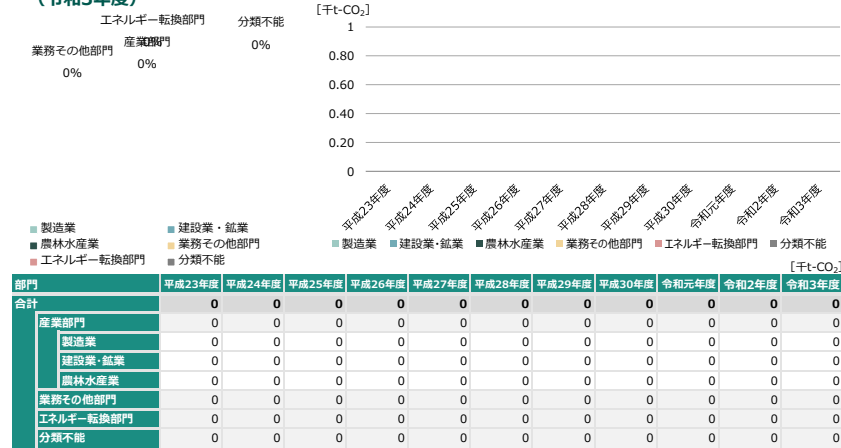 (令和3年度)
エネルギー転換部門
0%
分類不能
0%
産業部門
0%
業務その他部門
0%
■製造業 ■建設業・鉱業
■農林水産業 ■業務その他部門
■エネルギー転換部門 ■分類不能
[千t-CO₂]
1
0.80
0.60
0.40
0.20
0
平成23年度 平成24年度 平成25年度 平成26年度 平成27年度 平成28年度 平成29年度 平成30年度 令和元年度 令和2年度 令和3年度
■製造業 ■建設業・鉱業 ■農林水産業 ■業務その他部門 ■エネルギー転換部門 ■分類不能
[千t-CO₂]
部門 平成23年度 平成24年度 平成25年度 平成26年度 平成27年度 平成28年度 平成29年度 平成30年度 令和元年度 令和2年度 令和3年度
合計 0 0 0 0 0 0 0 0 0 0 0
産業部門 0 0 0 0 0 0 0 0 0 0 0
製造業 0 0 0 0 0 0 0 0 0 0 0
建設業・鉱業 0 0 0 0 0 0 0 0 0 0 0
農林水産業 0 0 0 0 0 0 0 0 0 0 0
業務その他部門 0 0 0 0 0 0 0 0 0 0 0
エネルギー転換部門 0 0 0 0 0 0 0 0 0 0 0
分類不能 0 0 0 0 0 0 0 0 0 0 0